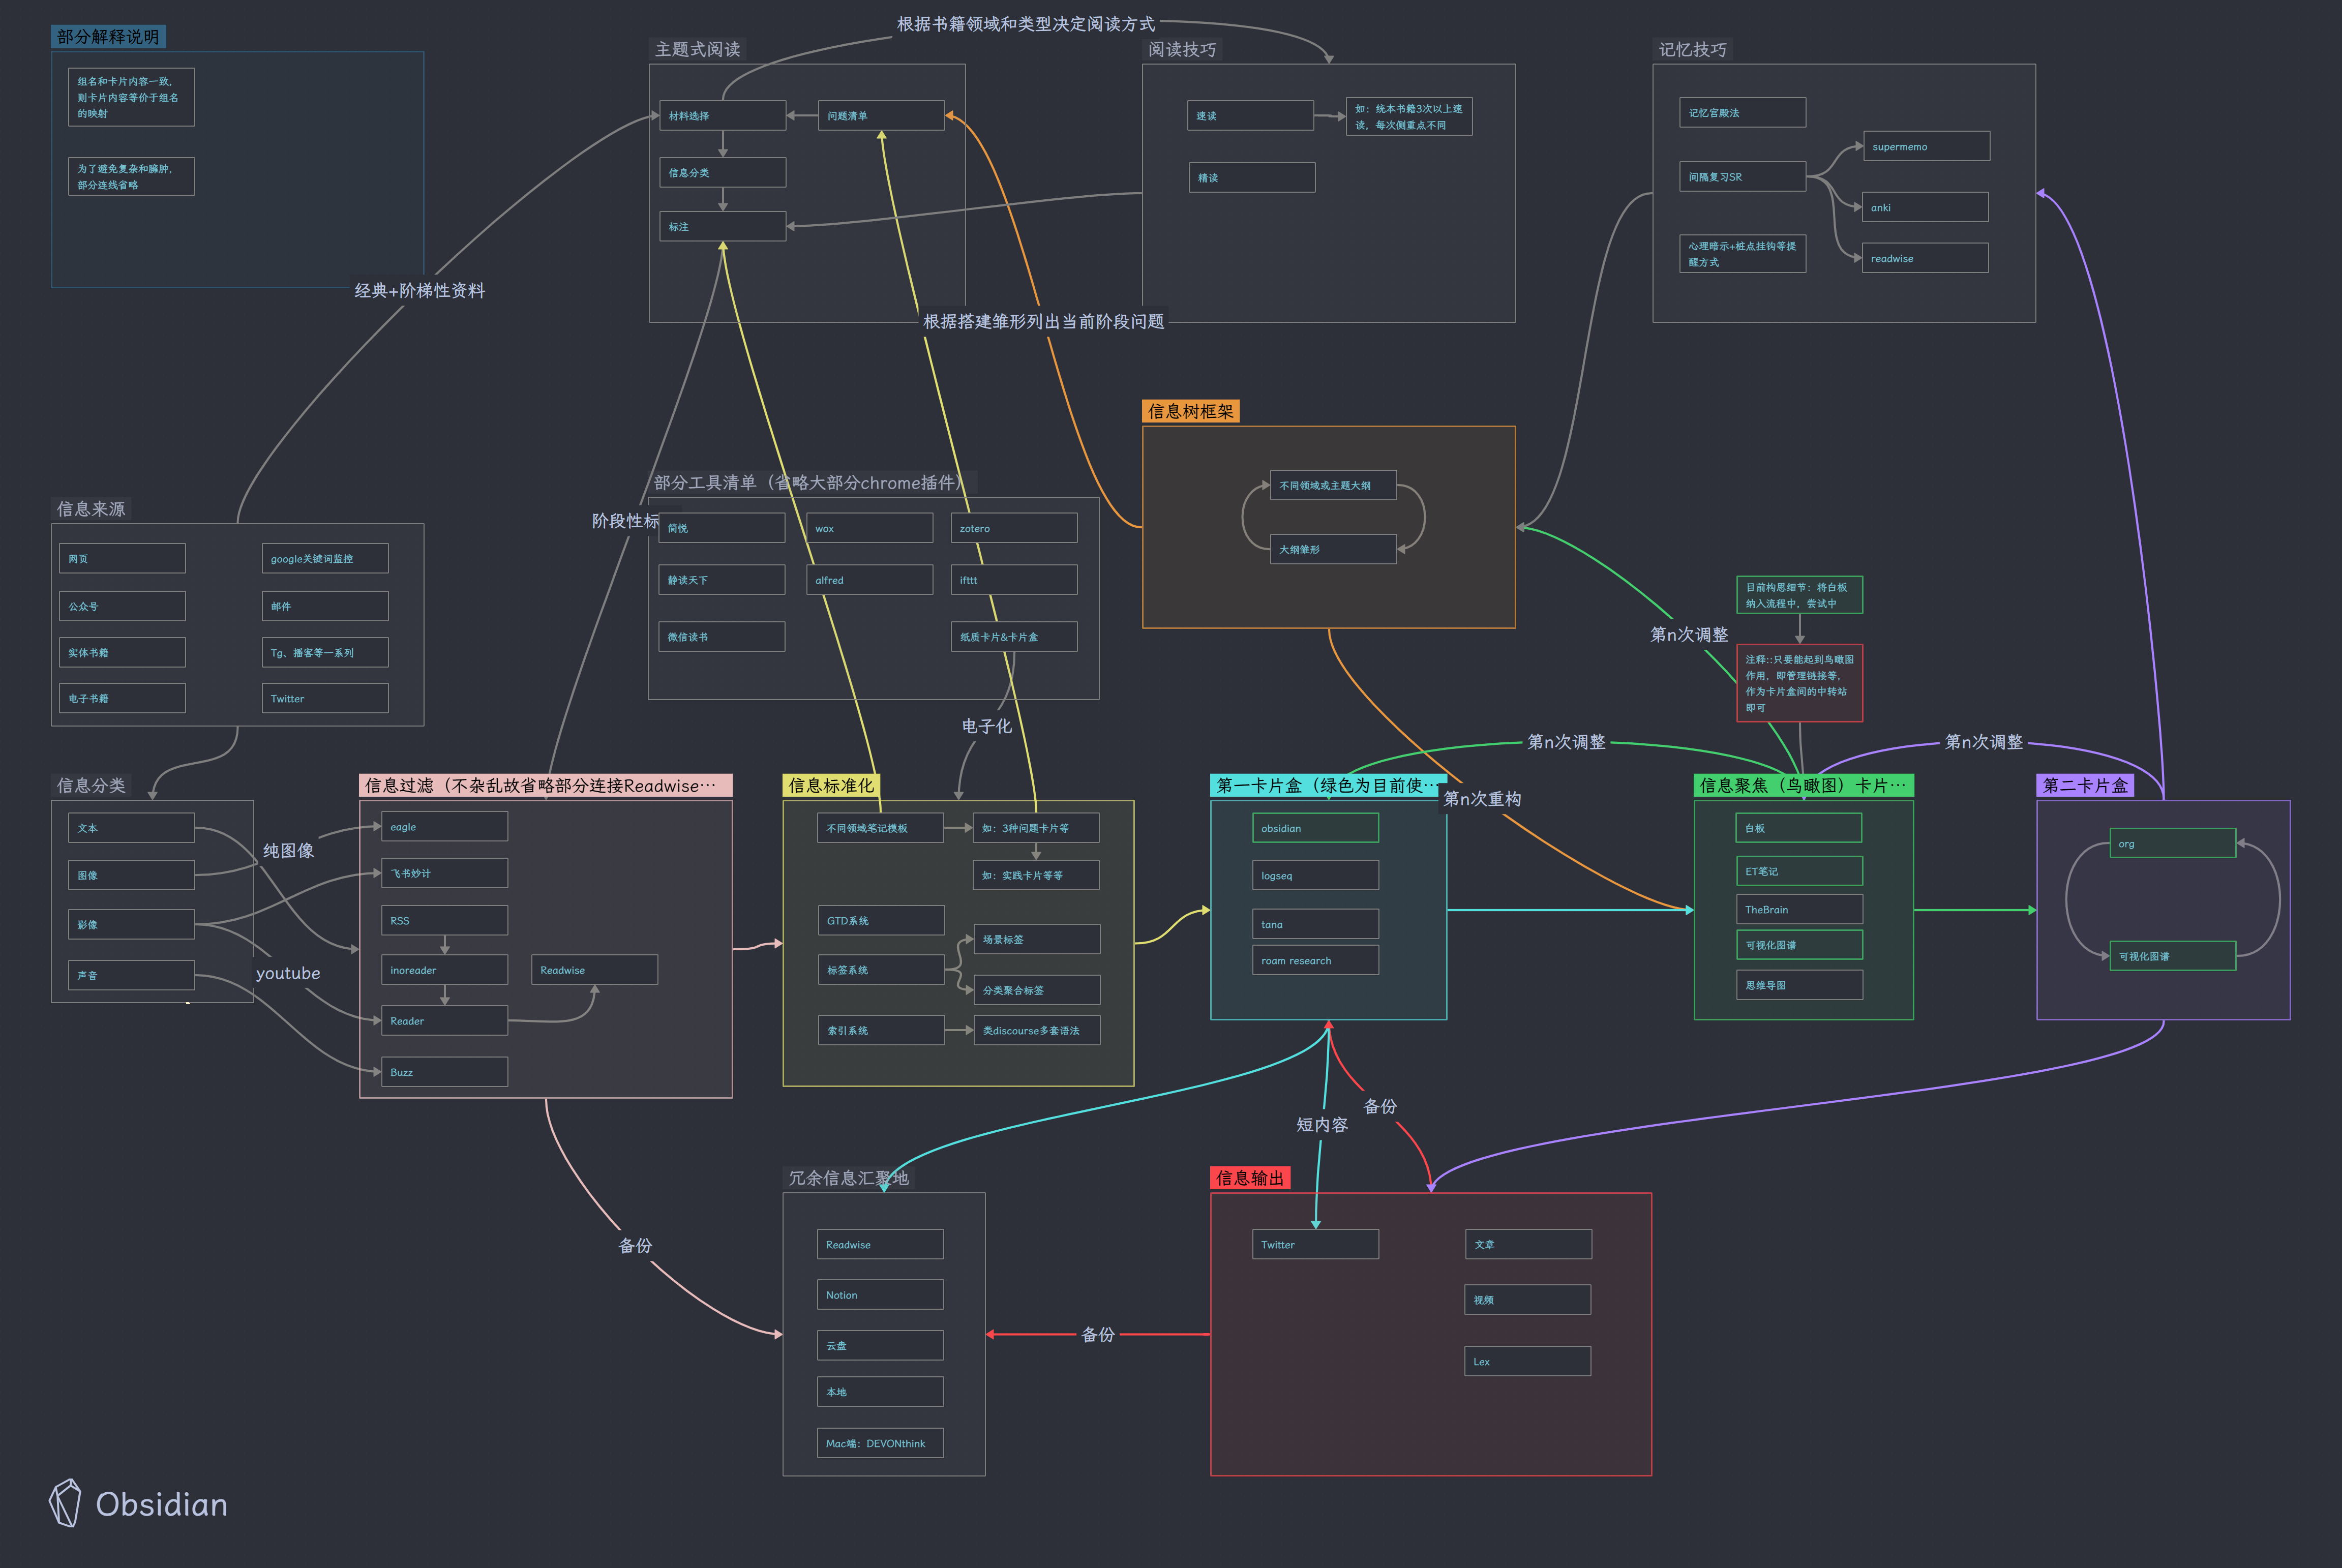 部分解释说明
组名和卡片内容一致，
则卡片内容等价于组名
的映射
为了避免复杂和臃肿，
部分连线省略
根据书籍领域和类型决定阅读方式
主题式阅读
材料选择
问题清单
信息分类
标注
阅读技巧
速读
如：统本书籍3次以上速
读，每次侧重点不同
精读
记忆技巧
记忆宫殿法
间隔复习SR
supermemo
anki
readwise
心理暗示+桩点挂钩等提
醒方式
经典+阶梯性资料
根据搭建雏形列出当前阶段问题
信息树框架
不同领域或主题大纲
大纲雏形
部分工具清单（省略大部分chrome插件）
阶段性标
简悦
wox
zotero
静读天下
alfred
ifttt
微信读书
纸质卡片&卡片盒
电子化
信息来源
网页
google关键词监控
公众号
邮件
实体书籍
Tg、播客等一系列
电子书籍
Twitter
目前构思细节：将白板
纳入流程中，尝试中
注释::只要能起到鸟瞰图
作用，即管理链接等，
作为卡片盒间的中转站
即可
第n次调整
第n次调整
第n次调整
第n次重构
信息分类
文本
图像
影像
声音
纯图像
youtube
信息过滤（不杂乱故省略部分连接Readwise…
eagle
飞书妙计
RSS
inoreader
Readwise
Reader
Buzz
信息标准化
不同领域笔记模板
如：3种问题卡片等
如：实践卡片等等
GTD系统
标签系统
场景标签
分类聚合标签
索引系统
类discourse多套语法
第一卡片盒（绿色为目前使…
obsidian
logseq
tana
roam research
信息聚焦（鸟瞰图）卡片…
白板
ET笔记
TheBrain
可视化图谱
思维导图
第二卡片盒
org
可视化图谱
备份
短内容
备份
备份
冗余信息汇聚地
Readwise
Notion
云盘
本地
Mac端：DEVONthink
信息输出
Twitter
文章
视频
Lex
Obsidian